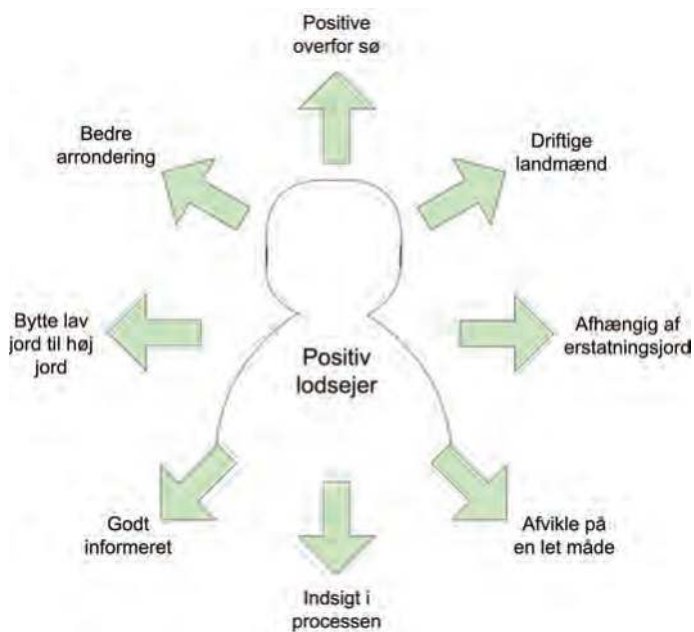 Positive
overfor sø
Bedre
arrondering
Driftige
landmænd
Bytte lav
jord til høj
jord
Positiv
lodsejer
Afhængig af
erstatningsjord
Godt
informeret
Afvikle på
en let måde
Indsigt i
processen